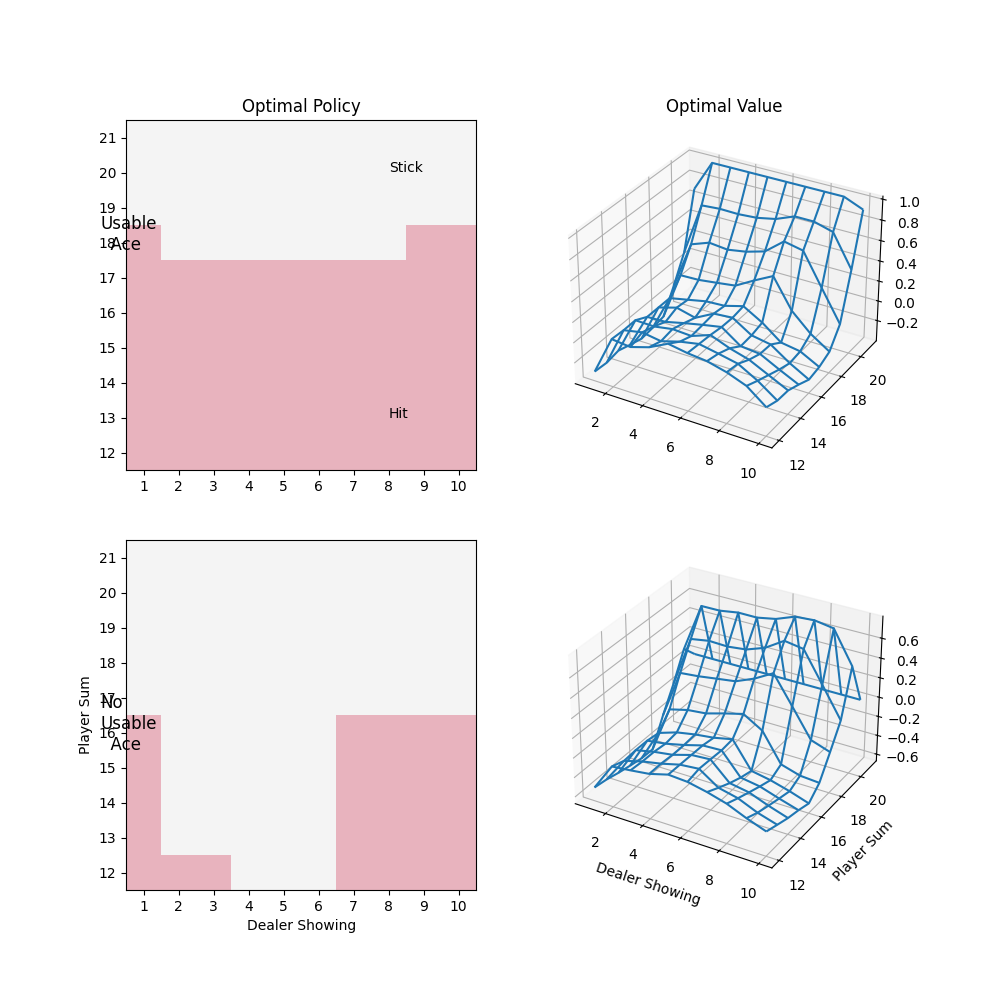 Optimal Policy
Optimal Value
21
20
19
18
17
16
15
14
13
12
Usable
Ace
Stick
Hit
1 2 3 4 5 6 7 8 9 10
1.0
0.8
0.6
0.4
0.2
0.0
−0.2
2 4 6 8 10
12 14 16 18 20
21
20
19
18
17
16
15
14
13
12
Player Sum
No
Usable
Ace
1 2 3 4 5 6 7 8 9 10
Dealer Showing
0.6
0.4
0.2
0.0
−0.2
−0.4
−0.6
2 4 6 8 10
Dealer Showing
12 14 16 18 20
Player Sum